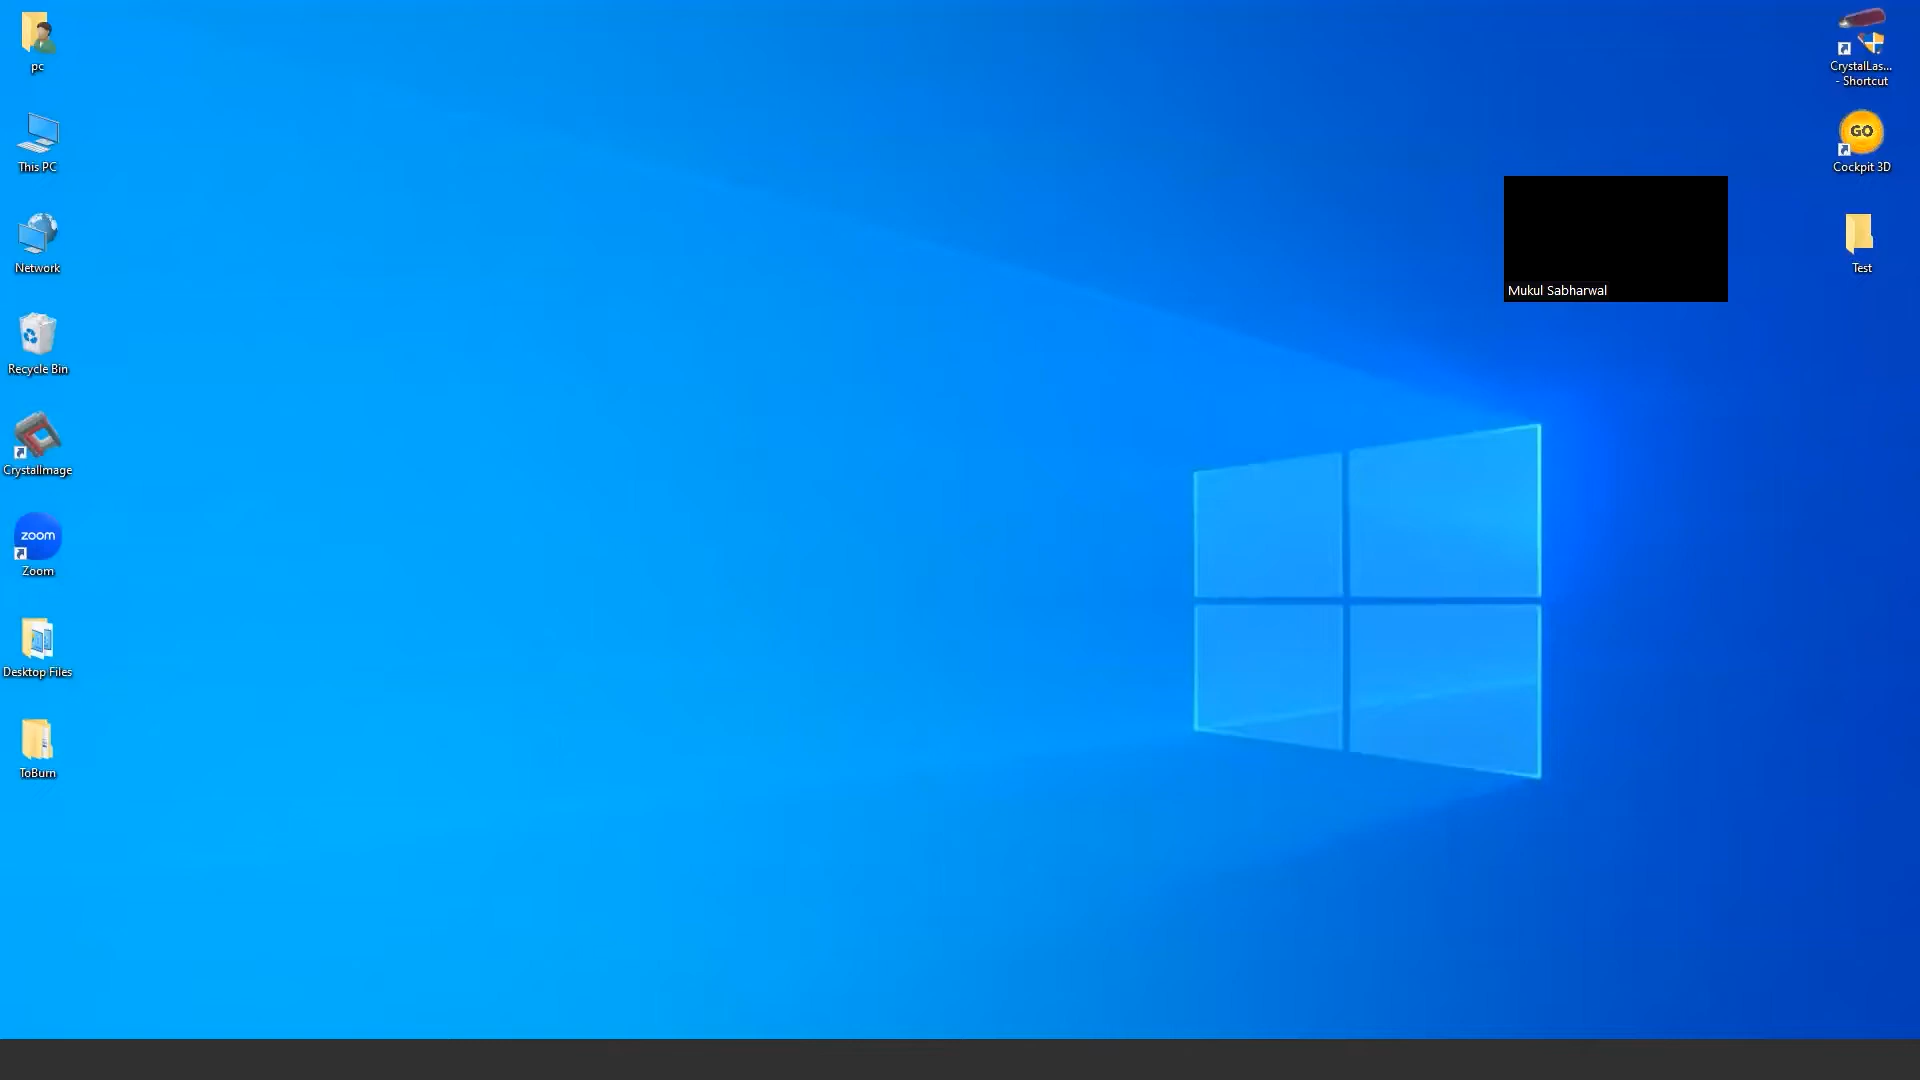 pc
This PC
Network
Recycle Bin
CrystalImage
zoom
Zoom
Desktop Files
ToBurn
Mukul Sabharwal
CrystalLas...
- Shortcut
GO
Cockpit 3D
Test